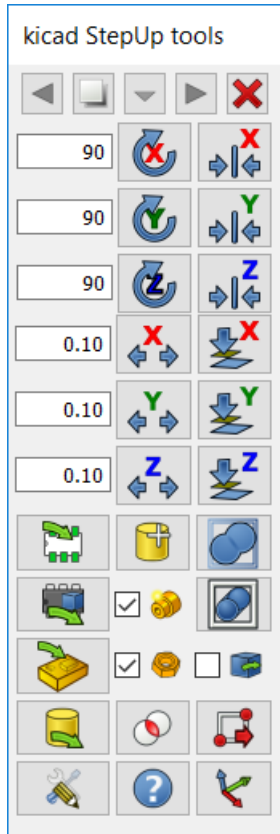 kicad StepUp tools
90 X X
90 Y Y
90 Z Z
0.10 X X
0.10 Y Y
0.10 Z Z
?